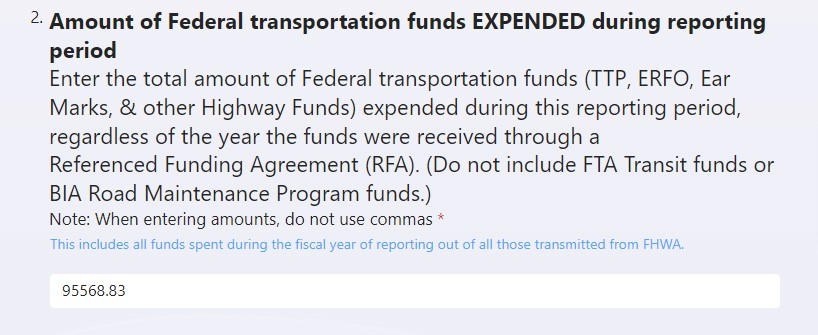 2. Amount of Federal transportation funds EXPENDED during reporting
period
Enter the total amount of Federal transportation funds (TTP, ERFO, Ear
Marks, & other Highway Funds) expended during this reporting period,
regardless of the year the funds were received through a
Referenced Funding Agreement (RFA). (Do not include FTA Transit funds or
BIA Road Maintenance Program funds.)
Note: When entering amounts, do not use commas *
This includes all funds spent during the fiscal year of reporting out of all those transmitted from FHWA.
95568.83